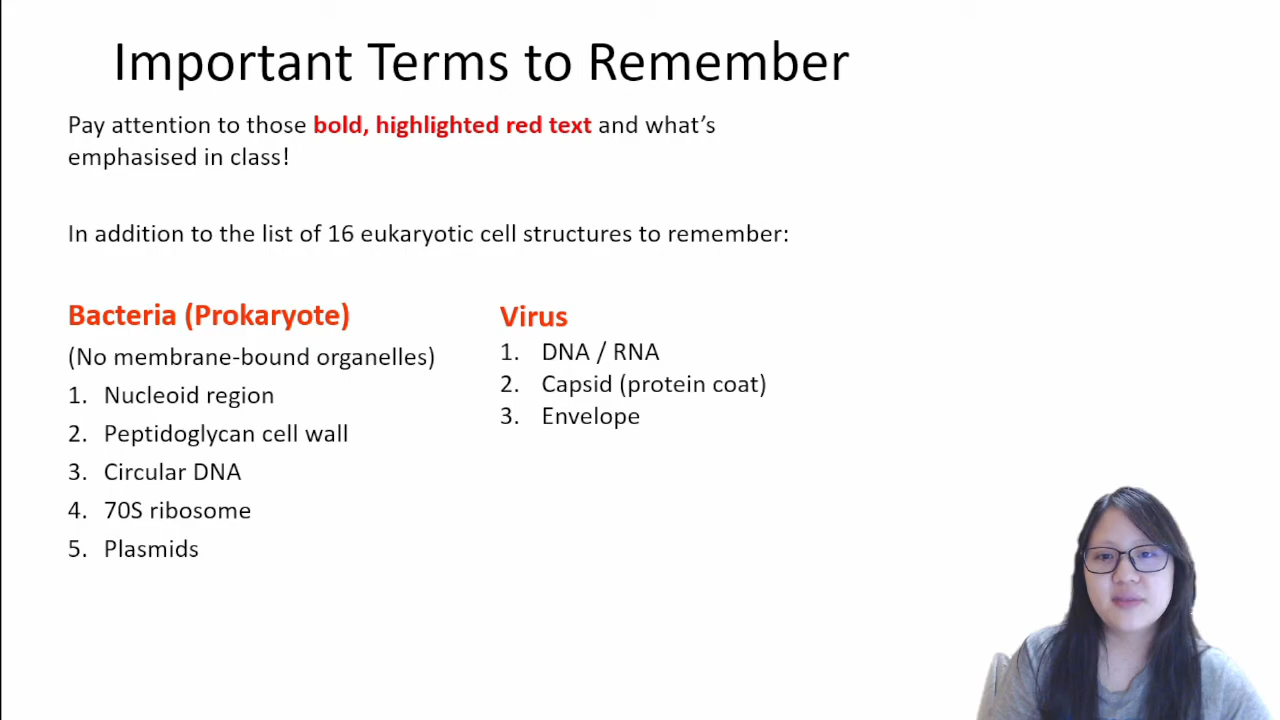 Important Terms to Remember
Pay attention to those bold, highlighted red text and what's
emphasised in class!
In addition to the list of 16 eukaryotic cell structures to remember:
Bacteria (Prokaryote)
(No membrane-bound organelles)
1. Nucleoid region
2. Peptidoglycan cell wall
3. Circular DNA
4. 70S ribosome
5. Plasmids
Virus
1. DNA / RNA
2. Capsid (protein coat)
3. Envelope